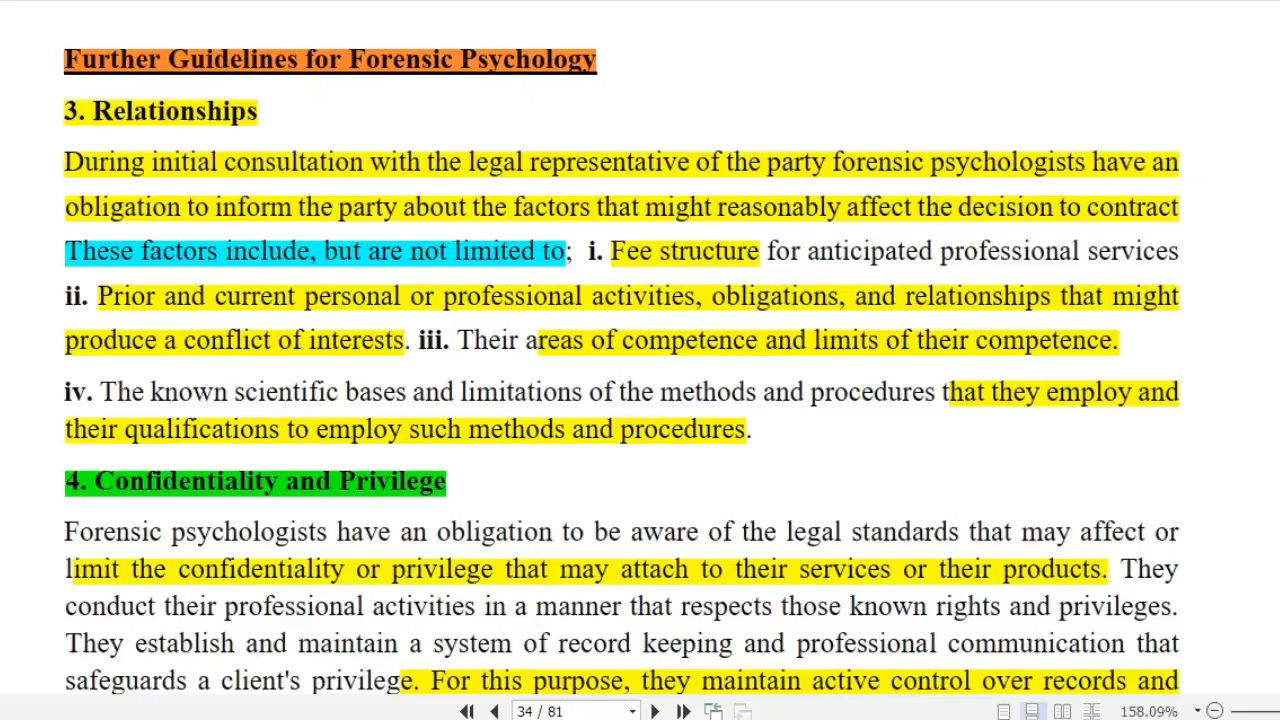 Further Guidelines for Forensic Psychology
3. Relationships
During initial consultation with the legal representative of the party forensic psychologists have an
obligation to inform the party about the factors that might reasonably affect the decision to contract
These factors include, but are not limited to; i. Fee structure for anticipated professional services
ii. Prior and current personal or professional activities, obligations, and relationships that might
produce a conflict of interests. iii. Their areas of competence and limits of their competence.
iv. The known scientific bases and limitations of the methods and procedures that they employ and
their qualifications to employ such methods and procedures.
4. Confidentiality and Privilege
Forensic psychologists have an obligation to be aware of the legal standards that may affect or
limit the confidentiality or privilege that may attach to their services or their products. They
conduct their professional activities in a manner that respects those known rights and privileges.
They establish and maintain a system of record keeping and professional communication that
safeguards a client's privilege. For this purpose, they maintain active control over records and
34 / 81
158.09%